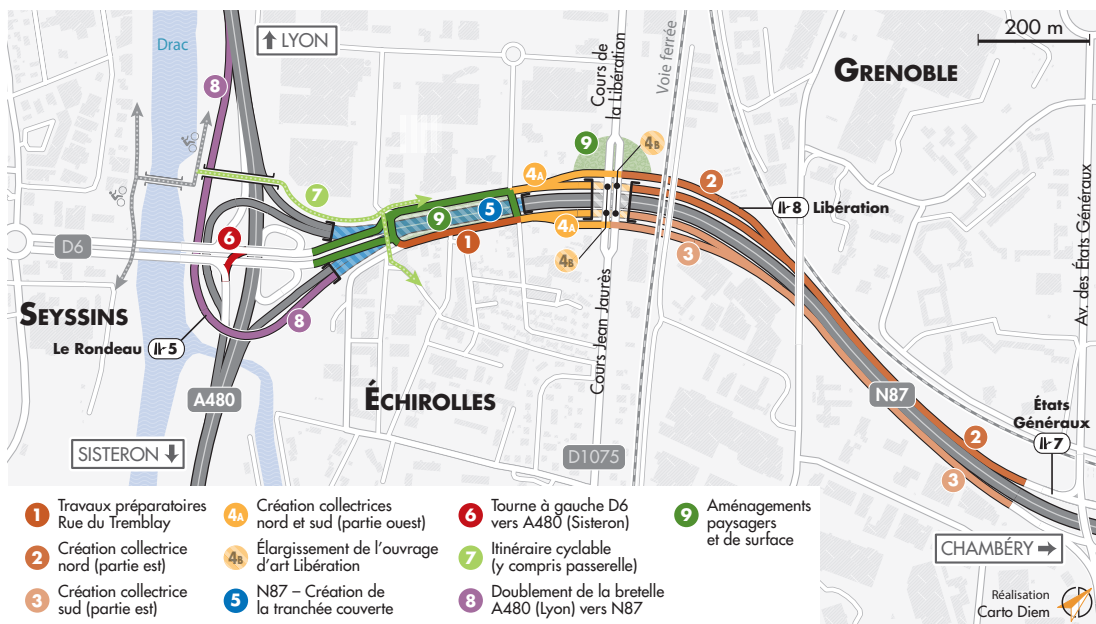 200 m
Drac
↑ LYON
GRENOBLE
Cours de
la Libération
Voie ferrée
8
9
4B
7
4A
2
8 Libération
D6
6
9
5
1
4A
4B
3
Av. des États Généraux
SEYSSINS
Le Rondeau 5
8
Cours Jean Jaurès
A480
ÉCHIROLLES
N87
États
Généraux
7
2
SISTERON ↓
D1075
3
CHAMBÉRY →
1 Travaux préparatoires
Rue du Tremblay
2 Création collectrice
nord (partie est)
3 Création collectrice
sud (partie est)
4A Création collectrices
nord et sud (partie ouest)
4B Élargissement de l'ouvrage
d'art Libération
5 N87 – Création de
la tranchée couverte
6 Tourne à gauche D6
vers A480 (Sisteron)
7 Itinéraire cyclable
(y compris passerelle)
8 Doublement de la bretelle
A480 (Lyon) vers N87
9 Aménagements
paysagers
et de surface
Réalisation
Carto Diem